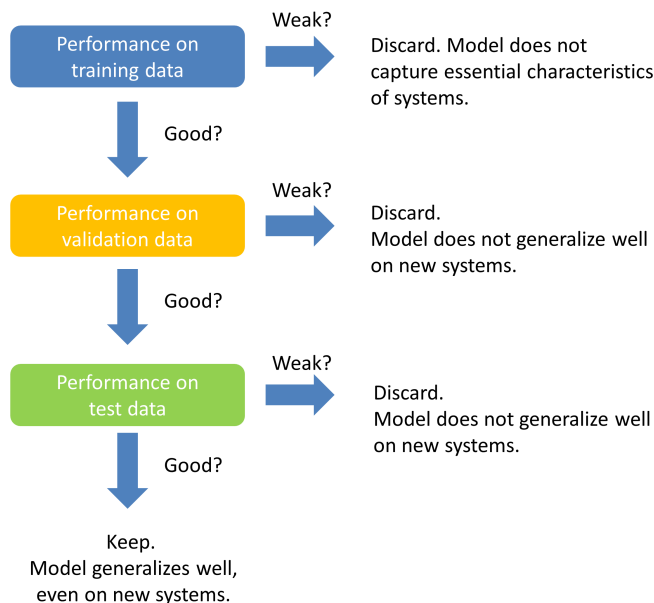 Performance on
training data
Weak?
Discard. Model does not
capture essential characteristics
of systems.
Good?
Performance on
validation data
Weak?
Discard.
Model does not generalize well
on new systems.
Good?
Performance on
test data
Weak?
Discard.
Model does not generalize well
on new systems.
Good?
Keep.
Model generalizes well,
even on new systems.